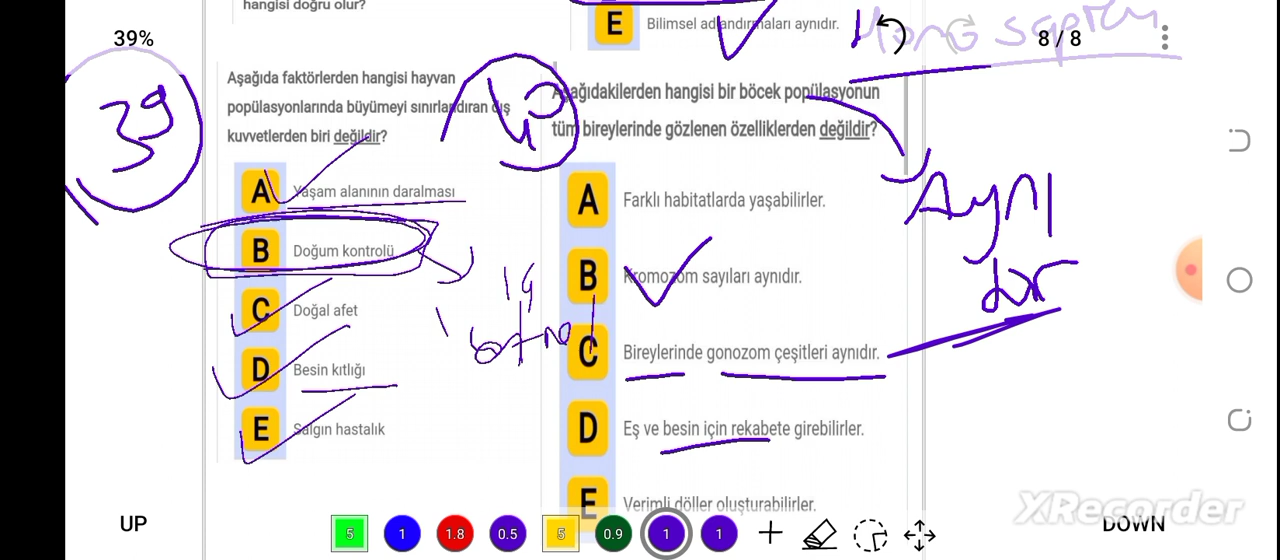 hangisi doğru olur?
E Bilimsel adlandırmaları aynıdır.
39%
8 / 8
Homo sapien
39
Aşağıda faktörlerden hangisi hayvan
popülasyonlarında büyümeyi sınırlandıran dış
kuvvetlerden biri değildir?
A Yaşam alanının daralması
B Doğum kontrolü
C Doğal afet
D Besin kıtlığı
E Salgın hastalık
40
Aşağıdakilerden hangisi bir böcek popülasyonun
tüm bireylerinde gözlenen özelliklerden değildir?
A Farklı habitatlarda yaşabilirler.
B Kromozom sayıları aynıdır.
C Bireylerinde gonozom çeşitleri aynıdır.
D Eş ve besin için rekabete girebilirler.
E Verimli döller oluşturabilirler.
Aynı
dır
UP
5 1 1.8 0.5 5 0.9 1 1
DOWN
XRecorder